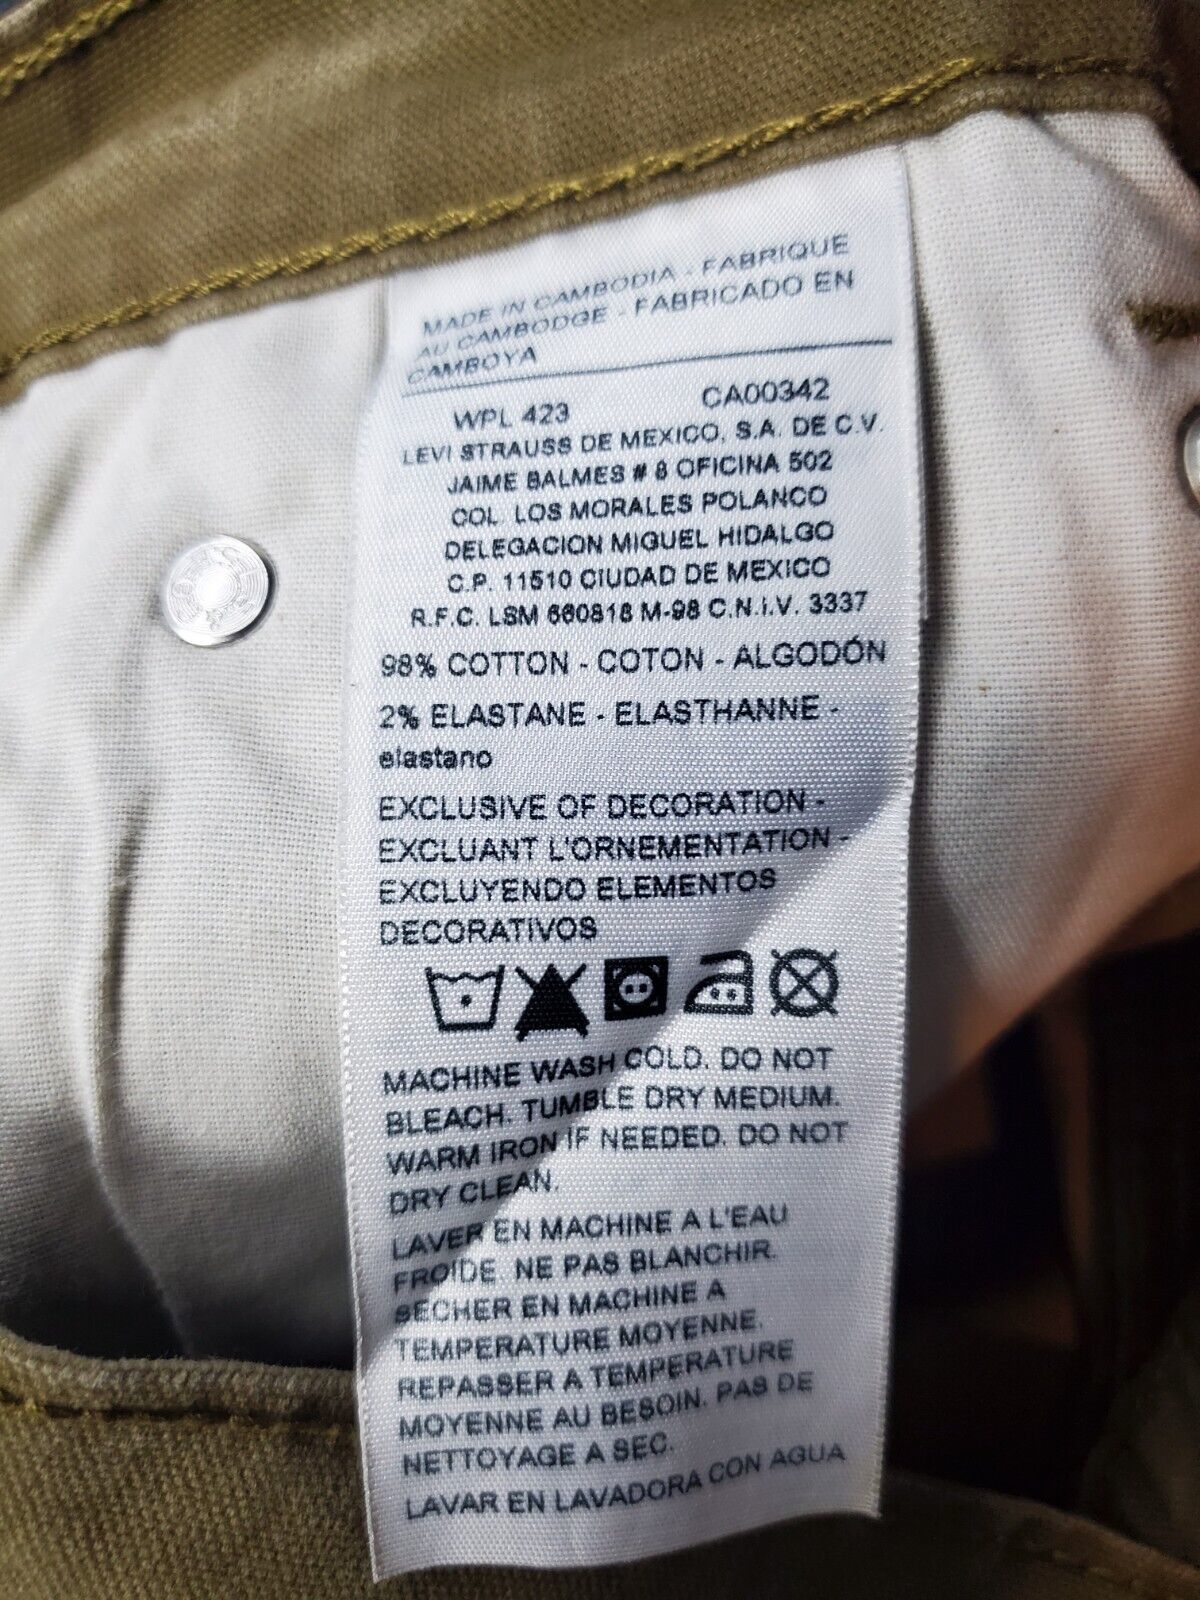 MADE IN CAMBODIA - FABRIQUE
AU CAMBODGE - FABRICADO EN
CAMBOYA
WPL 423 CA00342
LEVI STRAUSS DE MEXICO, S.A. DE C.V.
JAIME BALMES # 8 OFICINA 502
COL. LOS MORALES POLANCO
DELEGACION MIGUEL HIDALGO
C.P. 11510 CIUDAD DE MEXICO
R.F.C. LSM 660818 M-98 C.N.I.V. 3337
98% COTTON - COTON - ALGODÓN
2% ELASTANE - ELASTHANNE -
elastano
EXCLUSIVE OF DECORATION -
EXCLUANT L'ORNEMENTATION -
EXCLUYENDO ELEMENTOS
DECORATIVOS
MACHINE WASH COLD. DO NOT
BLEACH. TUMBLE DRY MEDIUM.
WARM IRON IF NEEDED. DO NOT
DRY CLEAN.
LAVER EN MACHINE A L'EAU
FROIDE. NE PAS BLANCHIR.
SECHER EN MACHINE A
TEMPERATURE MOYENNE.
REPASSER A TEMPERATURE
MOYENNE AU BESOIN. PAS DE
NETTOYAGE A SEC.
LAVAR EN LAVADORA CON AGUA